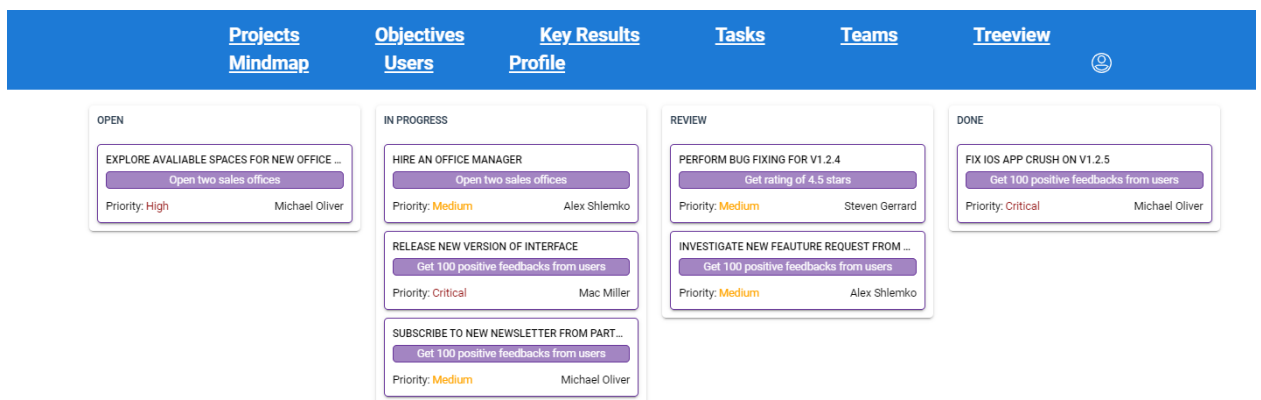 Projects Objectives Key Results Tasks Teams Treeview
Mindmap Users Profile
OPEN
EXPLORE AVALIABLE SPACES FOR NEW OFFICE ...
Open two sales offices
Priority: High Michael Oliver
IN PROGRESS
HIRE AN OFFICE MANAGER
Open two sales offices
Priority: Medium Alex Shlemko
RELEASE NEW VERSION OF INTERFACE
Get 100 positive feedbacks from users
Priority: Critical Mac Miller
SUBSCRIBE TO NEW NEWSLETTER FROM PART...
Get 100 positive feedbacks from users
Priority: Medium Michael Oliver
REVIEW
PERFORM BUG FIXING FOR V1.2.4
Get rating of 4.5 stars
Priority: Medium Steven Gerrard
INVESTIGATE NEW FEAUTURE REQUEST FROM ...
Get 100 positive feedbacks from users
Priority: Medium Alex Shlemko
DONE
FIX IOS APP CRUSH ON V1.2.5
Get 100 positive feedbacks from users
Priority: Critical Michael Oliver